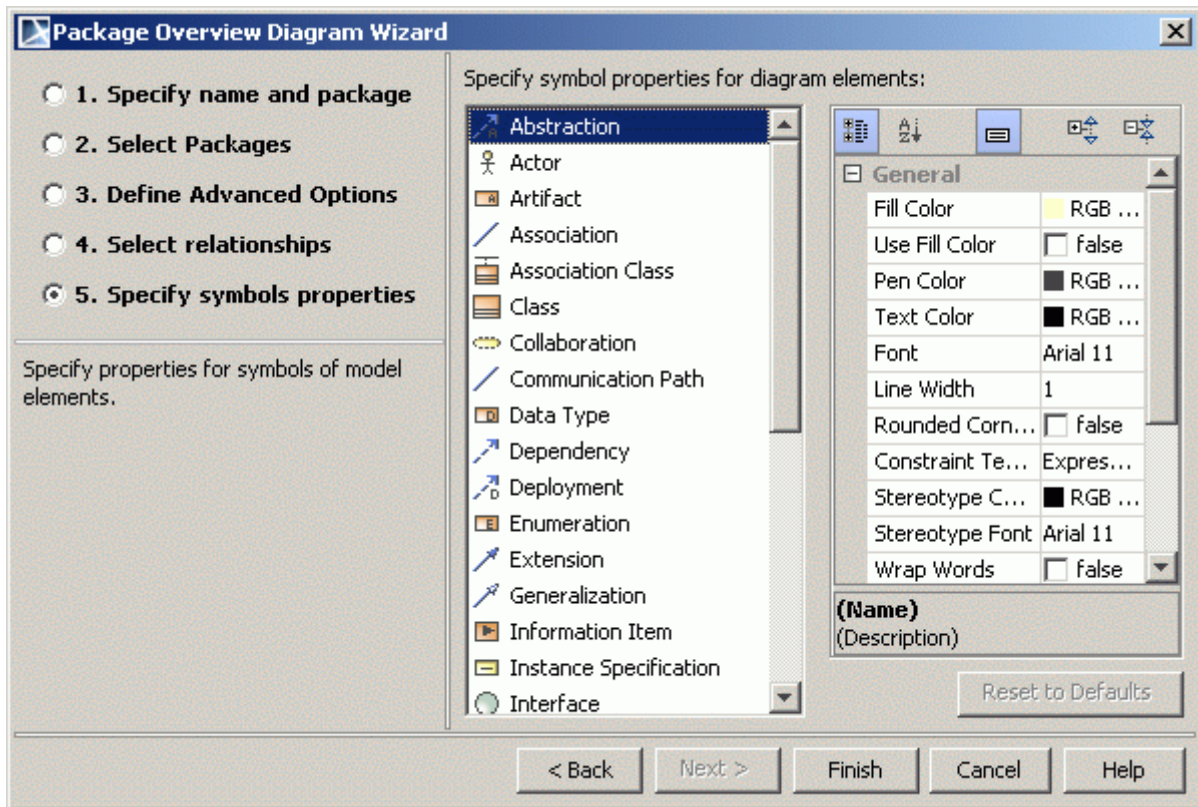 Package Overview Diagram Wizard
1. Specify name and package
2. Select Packages
3. Define Advanced Options
4. Select relationships
5. Specify symbols properties
Specify properties for symbols of model
elements.
Specify symbol properties for diagram elements:
Abstraction
Actor
Artifact
Association
Association Class
Class
Collaboration
Communication Path
Data Type
Dependency
Deployment
Enumeration
Extension
Generalization
Information Item
Instance Specification
Interface
General
Fill Color RGB ...
Use Fill Color false
Pen Color RGB ...
Text Color RGB ...
Font Arial 11
Line Width 1
Rounded Corn... false
Constraint Te... Expres...
Stereotype C... RGB ...
Stereotype Font Arial 11
Wrap Words false
(Name)
(Description)
Reset to Defaults
< Back Next > Finish Cancel Help